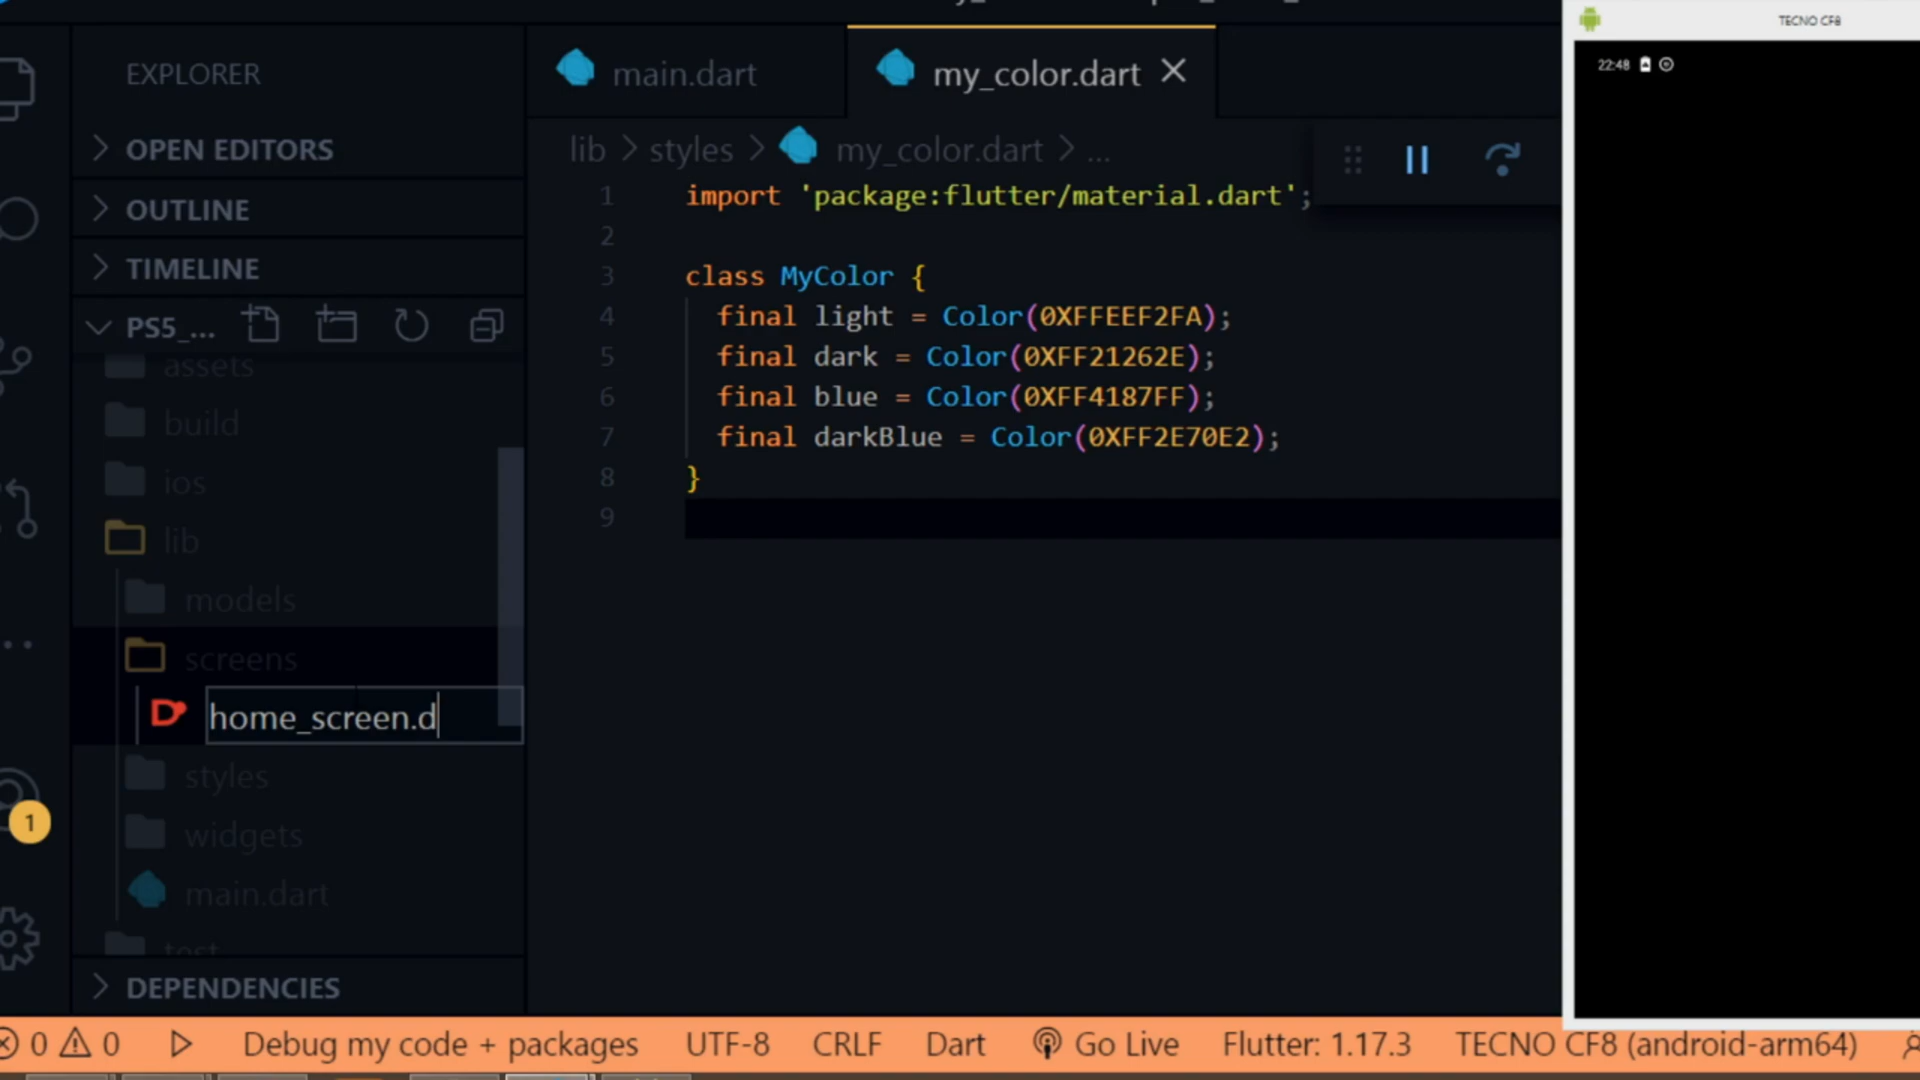 EXPLORER
OPEN EDITORS
OUTLINE
TIMELINE
PS5_...
assets
build
ios
lib
models
screens
home_screen.d
styles
widgets
main.dart
test
DEPENDENCIES
1
main.dart
my_color.dart
lib > styles > my_color.dart > ...
1 import 'package:flutter/material.dart';
2
3 class MyColor {
4 final light = Color(0XFFEEF2FA);
5 final dark = Color(0XFF21262E);
6 final blue = Color(0XFF4187FF);
7 final darkBlue = Color(0XFF2E70E2);
8 }
9
TECNO CF8
22:48
0 0 Debug my code + packages UTF-8 CRLF Dart Go Live Flutter: 1.17.3 TECNO CF8 (android-arm64)